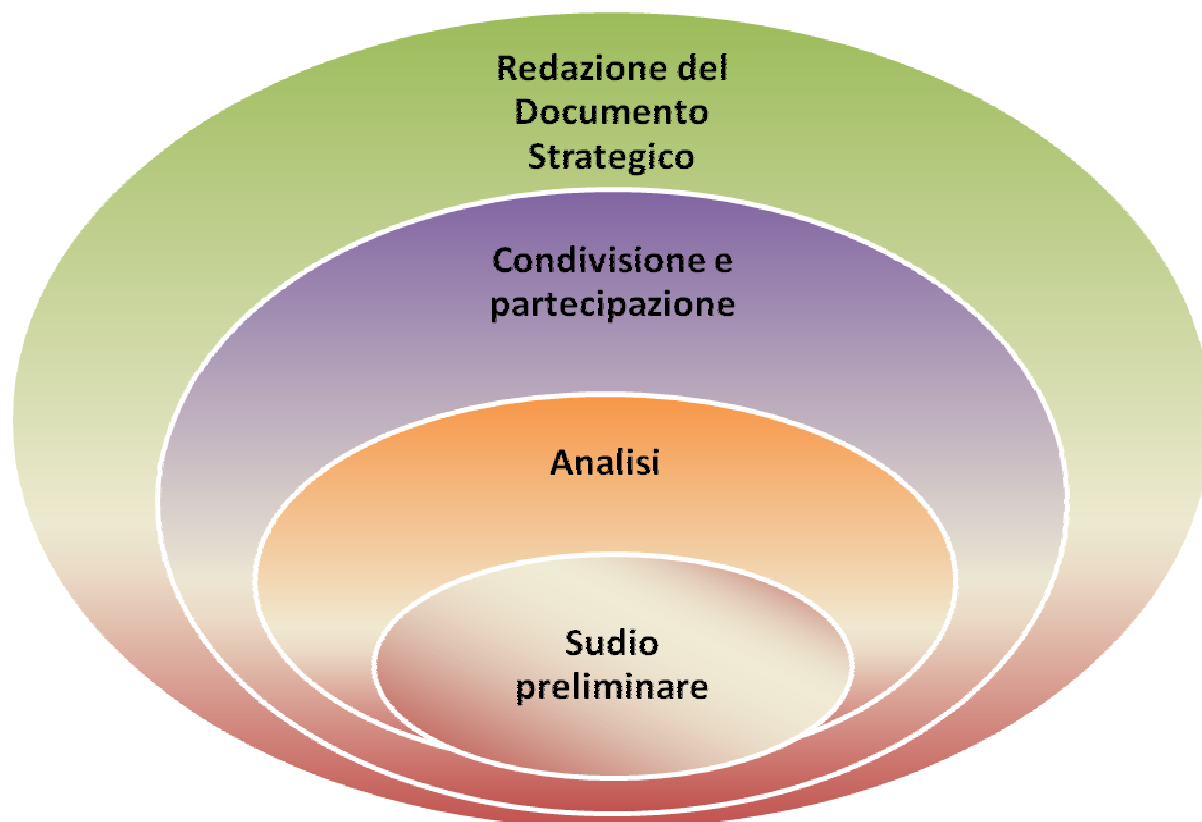 Redazione del
Documento
Strategico
Condivisione e
partecipazione
Analisi
Sudio
preliminare